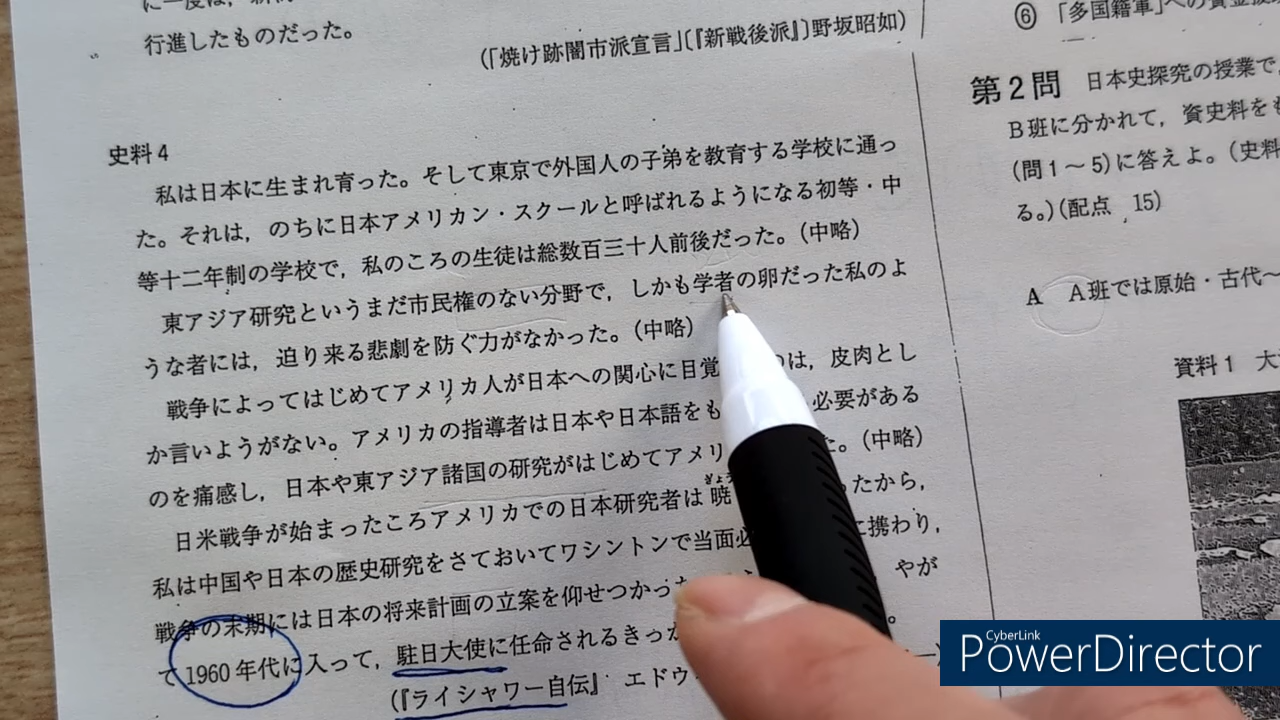 行進したものだった。
(「焼け跡闇市派宣言」〔『新戦後派』〕野坂昭如)
史料4
私は日本に生まれ育った。そして東京で外国人の子弟を教育する学校に通っ
た。それは，のちに日本アメリカン・スクールと呼ばれるようになる初等・中
等十二年制の学校で，私のころの生徒は総数百三十人前後だった。(中略)
東アジア研究というまだ市民権のない分野で，しかも学者の卵だった私のよ
うな者には，迫り来る悲劇を防ぐ力がなかった。(中略)
戦争によってはじめてアメリカ人が日本への関心に目覚 のは，皮肉とし
か言いようがない。アメリカの指導者は日本や日本語をも 必要がある
のを痛感し，日本や東アジア諸国の研究がはじめてアメリ た。(中略)
日米戦争が始まったころアメリカでの日本研究者は暁 ったから，
私は中国や日本の歴史研究をさておいてワシントンで当面必 に携わり，
戦争の末期には日本の将来計画の立案を仰せつかった やが
て1960年代に入って，駐日大使に任命されるきっか 。
(『ライシャワー自伝』 エドウ
⑥ 「多国籍軍」への資金
第2問 日本史探究の授業で，
B班に分かれて，資史料をも
(問1～5)に答えよ。(史料
る。)(配点 15)
A A班では原始・古代～
資料1 大
CyberLink
PowerDirector